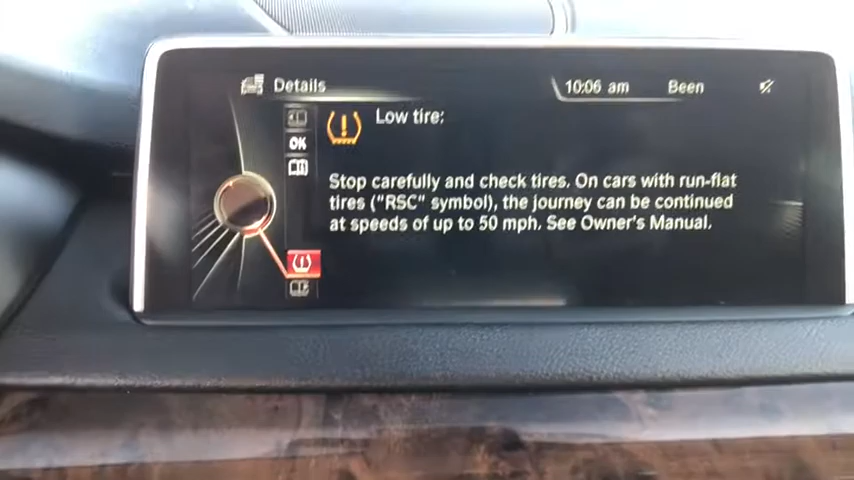 Details 10:06 am Been
OK
Low tire:
Stop carefully and check tires. On cars with run-flat
tires ("RSC" symbol), the journey can be continued
at speeds of up to 50 mph. See Owner's Manual.